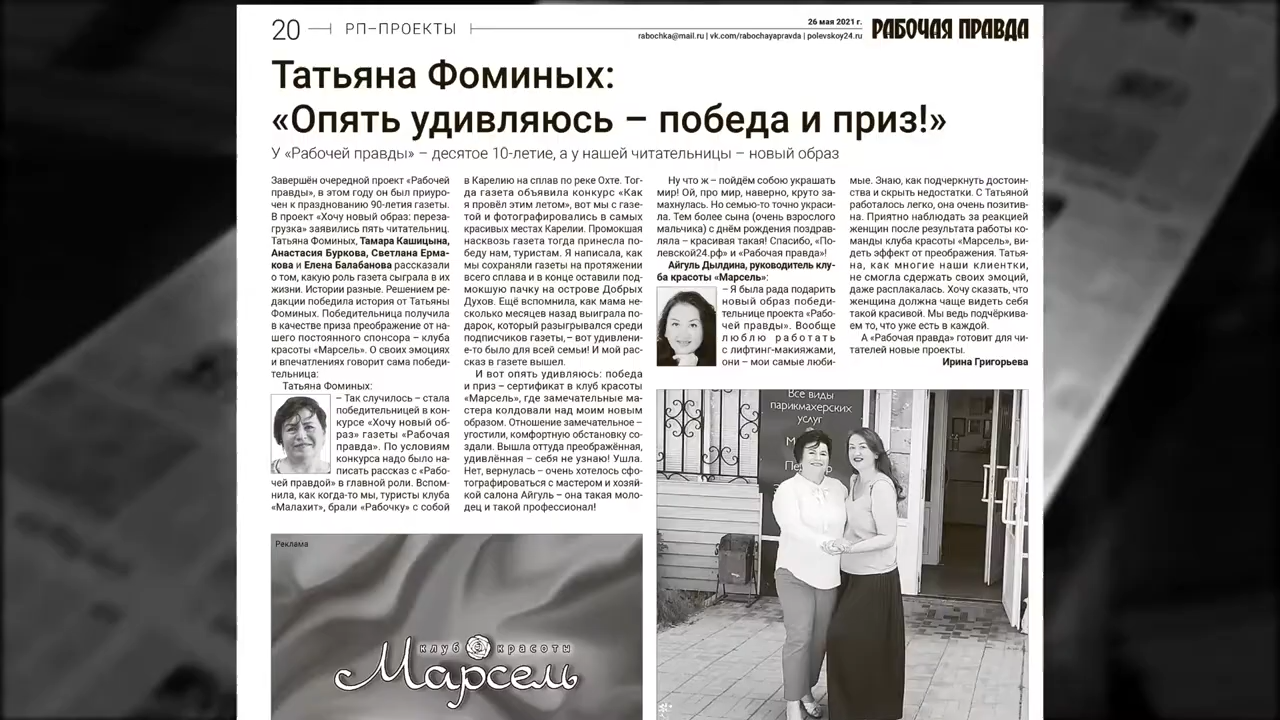 20
РП–ПРОЕКТЫ
26 мая 2021 г.
rabochka@mail.ru | vk.com/rabochayapravda | polevskoy24.ru
РАБОЧАЯ ПРАВДА
Татьяна Фоминых:
«Опять удивляюсь – победа и приз!»
У «Рабочей правды» – десятое 10-летие, а у нашей читательницы – новый образ
Завершён очередной проект «Рабочей
правды», в этом году он был приуро-
чен к празднованию 90-летия газеты.
В проект «Хочу новый образ: переза-
грузка» заявились пять читательниц.
Татьяна Фоминых, Тамара Кашицына,
Анастасия Буркова, Светлана Ерма-
кова и Елена Балабанова рассказали
о том, какую роль газета сыграла в их
жизни. Истории разные. Решением ре-
дакции победила история от Татьяны
Фоминых. Победительница получила
в качестве приза преображение от на-
шего постоянного спонсора – клуба
красоты «Марсель». О своих эмоциях
и впечатлениях говорит сама победи-
тельница:
Татьяна Фоминых:
– Так случилось – стала
победительницей в кон-
курсе «Хочу новый об-
раз» газеты «Рабочая
правда». По условиям
конкурса надо было на-
писать рассказ с «Рабо-
чей правдой» в главной роли. Вспом-
нила, как когда-то мы, туристы клуба
«Малахит», брали «Рабочку» с собой
в Карелию на сплав по реке Охте. Тог-
да газета объявила конкурс «Как
я провёл этим летом», вот мы с газе-
той и фотографировались в самых
красивых местах Карелии. Промокшая
насквозь газета тогда принесла по-
беду нам, туристам. Я написала, как
мы сохраняли газеты на протяжении
всего сплава и в конце оставили под-
мокшую пачку на острове Добрых
Духов. Ещё вспомнила, как мама не-
сколько месяцев назад выиграла по-
дарок, который разыгрывался среди
подписчиков газеты, – вот удивлени-
е-то было для всей семьи! И мой рас-
сказ в газете вышел.
И вот опять удивляюсь: победа
и приз – сертификат в клуб красоты
«Марсель», где замечательные ма-
стера колдовали над моим новым
образом. Отношение замечательное –
угостили, комфортную обстановку со-
здали. Вышла оттуда преображённая,
удивлённая – себя не узнаю! Ушла.
Нет, вернулась – очень хотелось сфо-
тографироваться с мастером и хозяй-
кой салона Айгуль – она такая моло-
дец и такой профессионал!
Ну что ж – пойдём собою украшать
мир! Ой, про мир, наверно, круто за-
махнулась. Но семью-то точно украси-
ла. Тем более сына (очень взрослого
мальчика) с днём рождения поздрав-
ляла – красивая такая! Спасибо, «По-
левской24.рф» и «Рабочая правда»!
Айгуль Дылдина, руководитель клу-
ба красоты «Марсель»:
– Я была рада подарить
новый образ победи-
тельнице проекта «Рабо-
чей правды». Вообще
люблю работать
с лифтинг-макияжами,
они – мои самые люби-
мые. Знаю, как подчеркнуть достоин-
ства и скрыть недостатки. С Татьяной
работалось легко, она очень позитив-
на. Приятно наблюдать за реакцией
женщин после результата работы ко-
манды клуба красоты «Марсель», ви-
деть эффект от преображения. Татья-
на, как многие наши клиентки,
не смогла сдержать своих эмоций,
даже расплакалась. Хочу сказать, что
женщина должна чаще видеть себя
такой красивой. Мы ведь подчёркива-
ем то, что уже есть в каждой.
А «Рабочая правда» готовит для чи-
тателей новые проекты.
Ирина Григорьева
Реклама
клуб красоты
Марсель
Все виды
парикмахерских
услуг